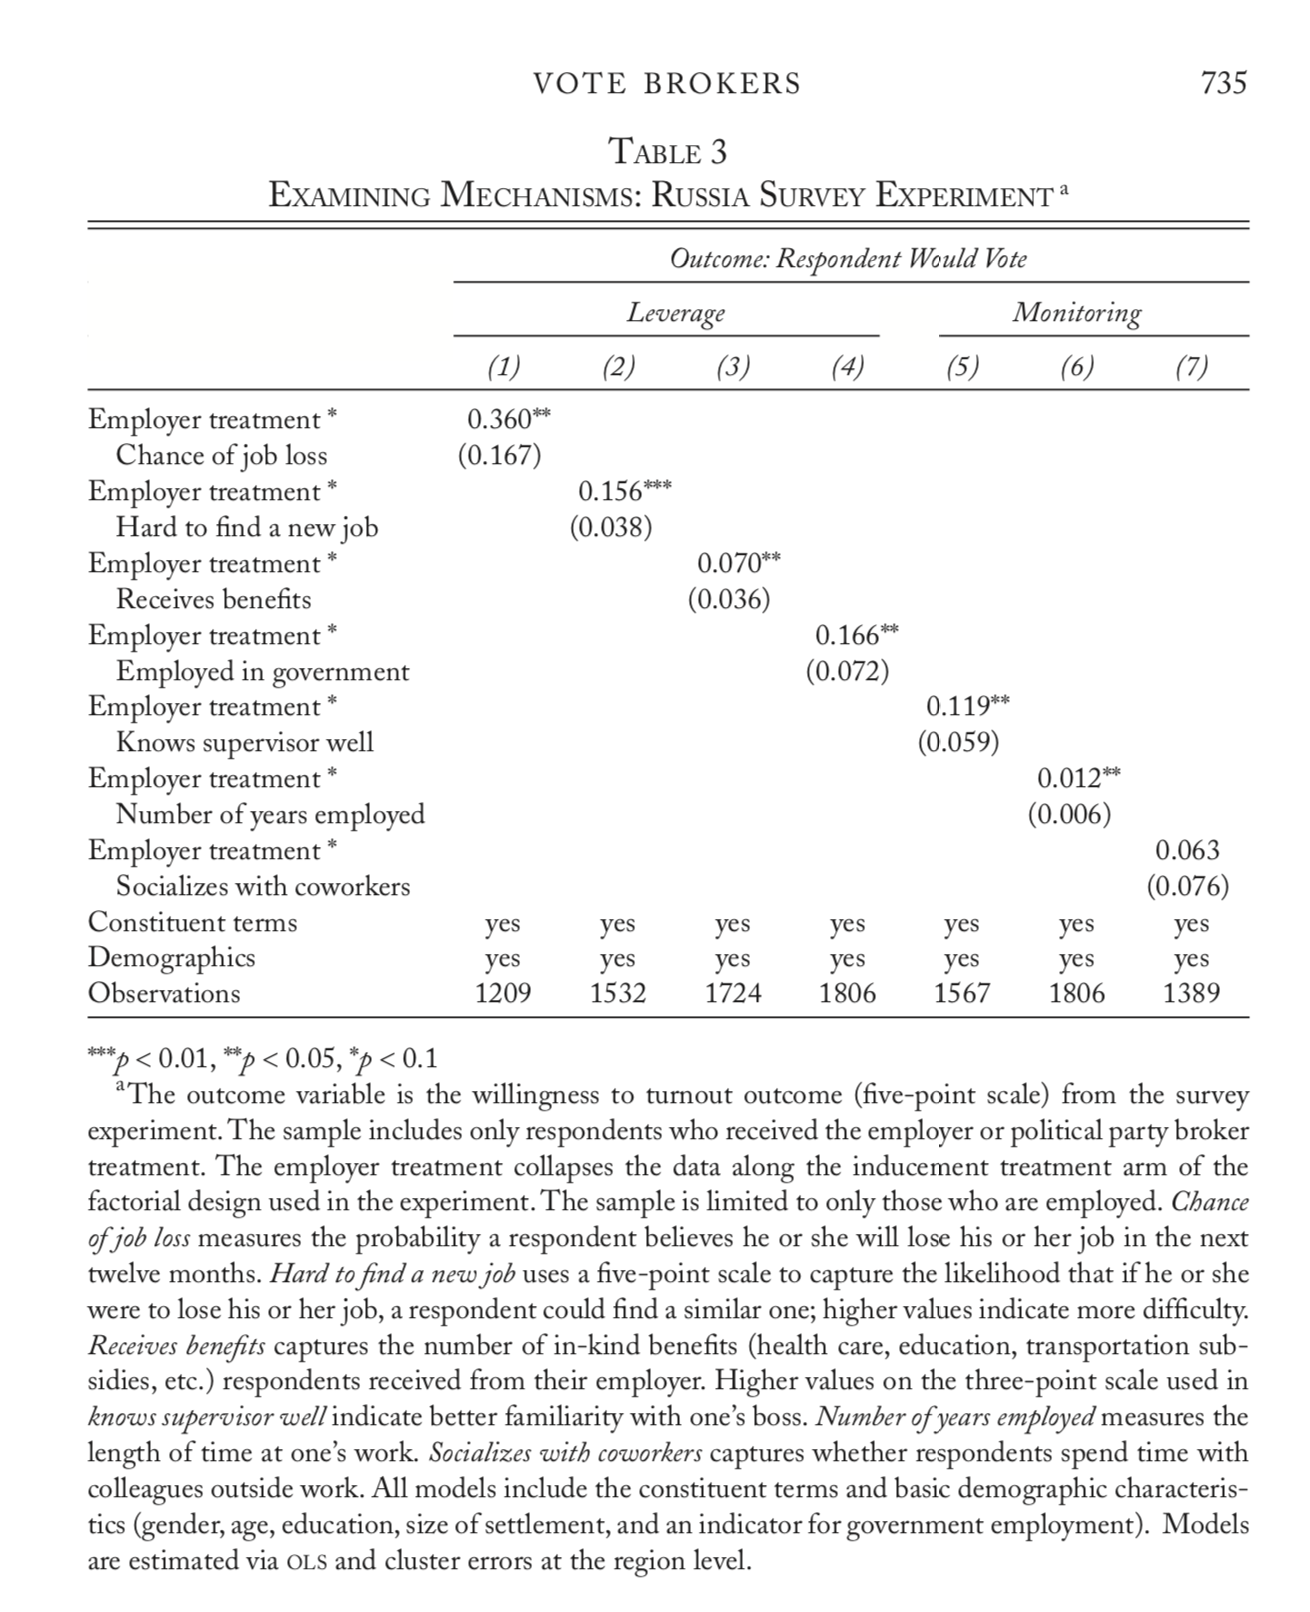 VOTE BROKERS 735
TABLE 3
EXAMINING MECHANISMS: RUSSIA SURVEY EXPERIMENT a
Outcome: Respondent Would Vote
Leverage Monitoring
(1) (2) (3) (4) (5) (6) (7)
Employer treatment * 0.360**
Chance of job loss (0.167)
Employer treatment * 0.156***
Hard to find a new job (0.038)
Employer treatment * 0.070**
Receives benefits (0.036)
Employer treatment * 0.166**
Employed in government (0.072)
Employer treatment * 0.119**
Knows supervisor well (0.059)
Employer treatment * 0.012**
Number of years employed (0.006)
Employer treatment * 0.063
Socializes with coworkers (0.076)
Constituent terms yes yes yes yes yes yes yes
Demographics yes yes yes yes yes yes yes
Observations 1209 1532 1724 1806 1567 1806 1389
***p < 0.01, **p < 0.05, *p < 0.1
aThe outcome variable is the willingness to turnout outcome (five-point scale) from the survey
experiment. The sample includes only respondents who received the employer or political party broker
treatment. The employer treatment collapses the data along the inducement treatment arm of the
factorial design used in the experiment. The sample is limited to only those who are employed. Chance
of job loss measures the probability a respondent believes he or she will lose his or her job in the next
twelve months. Hard to find a new job uses a five-point scale to capture the likelihood that if he or she
were to lose his or her job, a respondent could find a similar one; higher values indicate more difficulty.
Receives benefits captures the number of in-kind benefits (health care, education, transportation sub-
sidies, etc.) respondents received from their employer. Higher values on the three-point scale used in
knows supervisor well indicate better familiarity with one's boss. Number of years employed measures the
length of time at one's work. Socializes with coworkers captures whether respondents spend time with
colleagues outside work. All models include the constituent terms and basic demographic characteris-
tics (gender, age, education, size of settlement, and an indicator for government employment). Models
are estimated via OLS and cluster errors at the region level.